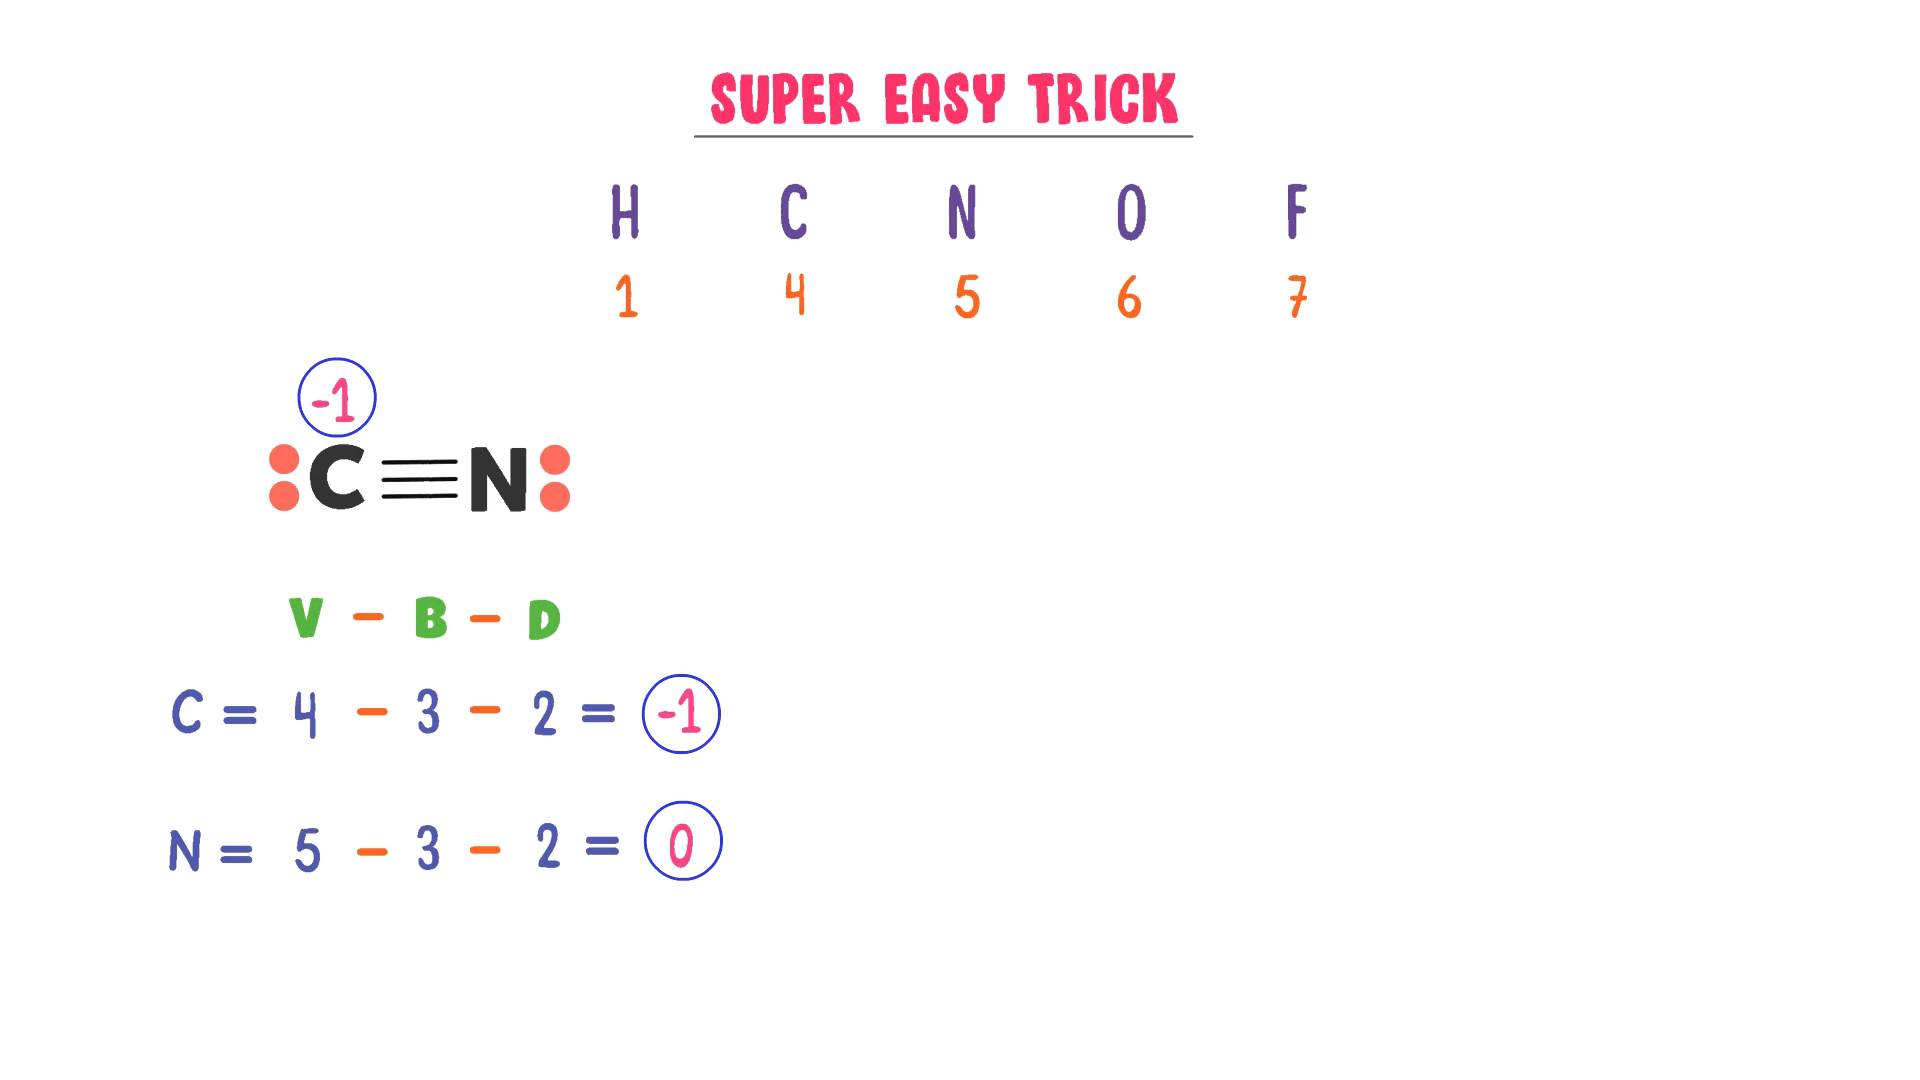 SUPER EASY TRICK
H C N O F
1 4 5 6 7
-1
:C≡N:
V - B - D
C = 4 - 3 - 2 = -1
N = 5 - 3 - 2 = 0